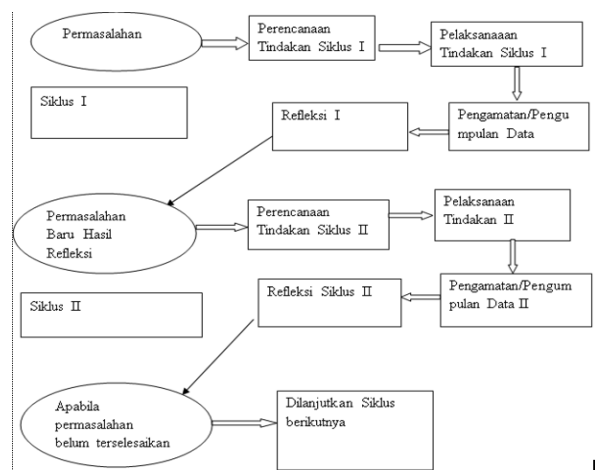 Permasalahan
Perencanaan
Tindakan Siklus I
Pelaksanaaan
Tindakan Siklus I
Siklus I
Refleksi I
Pengamatan/Pengu
mpulan Data
Permasalahan
Baru Hasil
Refleksi
Perencanaan
Tindakan Siklus II
Pelaksanaan
Tindakan II
Siklus II
Refleksi Siklus II
Pengamatan/Pengum
pulan Data II
Apabila
permasalahan
belum terselesaikan
Dilanjutkan Siklus
berikutnya